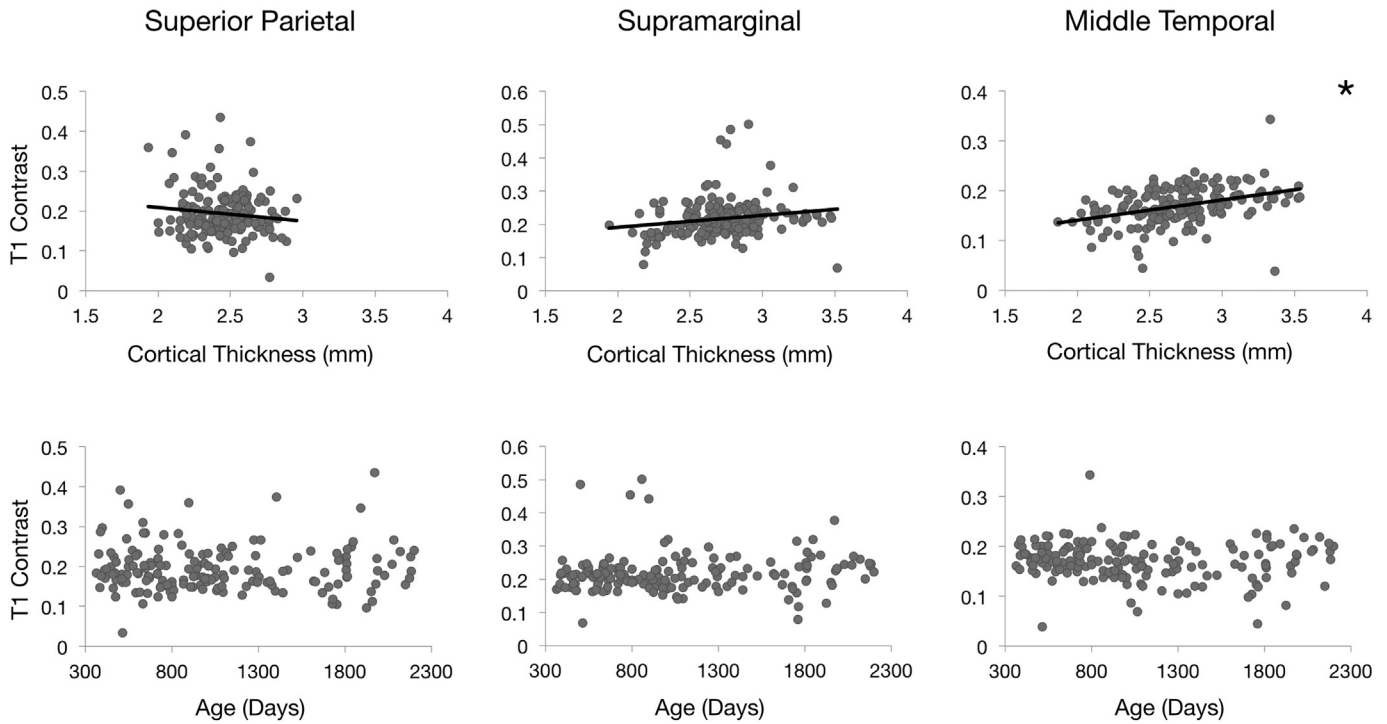 Superior Parietal Supramarginal Middle Temporal
0.5 0.6 0.4 *
0.5
0.4
0.4 0.3
0.3
0.3 0.2
0.2
0.2
0.1
0.1 0.1
0 0 0
T1 Contrast
1.5 2 2.5 3 3.5 4 1.5 2 2.5 3 3.5 4 1.5 2 2.5 3 3.5 4
Cortical Thickness (mm) Cortical Thickness (mm) Cortical Thickness (mm)
0.5 0.6 0.4
0.5
0.4
0.4 0.3
0.3
0.3 0.2
0.2
0.2
0.1
0.1 0.1
0 0 0
T1 Contrast
300 800 1300 1800 2300 300 800 1300 1800 2300 300 800 1300 1800 2300
Age (Days) Age (Days) Age (Days)